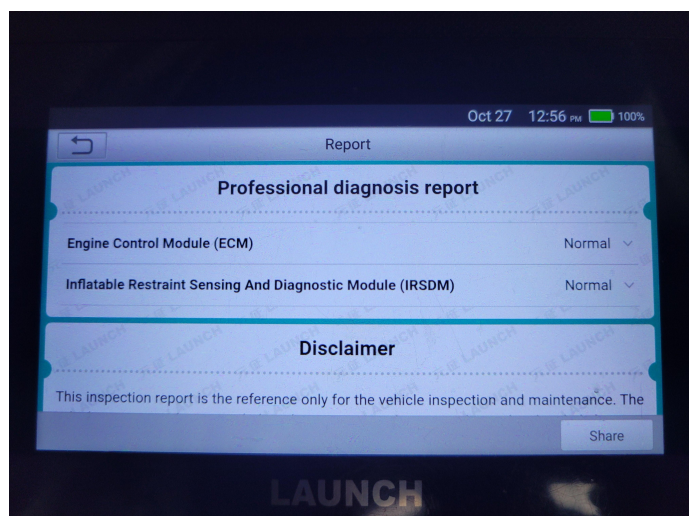 Oct 27 12:56 PM 100%
Report
Professional diagnosis report
Engine Control Module (ECM) Normal
Inflatable Restraint Sensing And Diagnostic Module (IRSDM) Normal
Disclaimer
This inspection report is the reference only for the vehicle inspection and maintenance. The
Share
LAUNCH